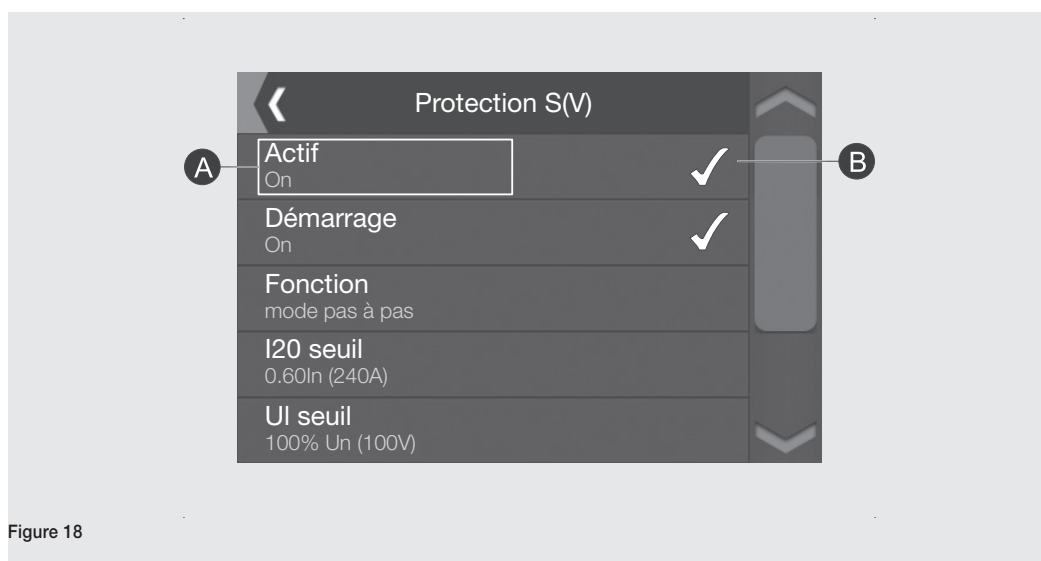 Protection S(V)
Actif
On
A
B
Démarrage
On
Fonction
mode pas à pas
I20 seuil
0.60In (240A)
UI seuil
100% Un (100V)
Figure 18